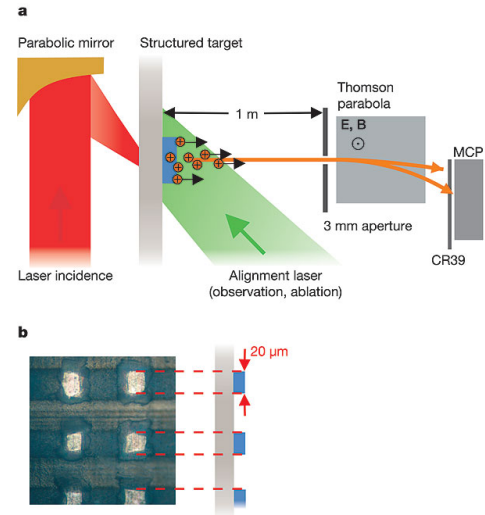 a
Parabolic mirror
Structured target
1 m
Thomson
parabola
E, B
MCP
3 mm aperture
CR39
Laser incidence
Alignment laser
(observation, ablation)
b
20 μm